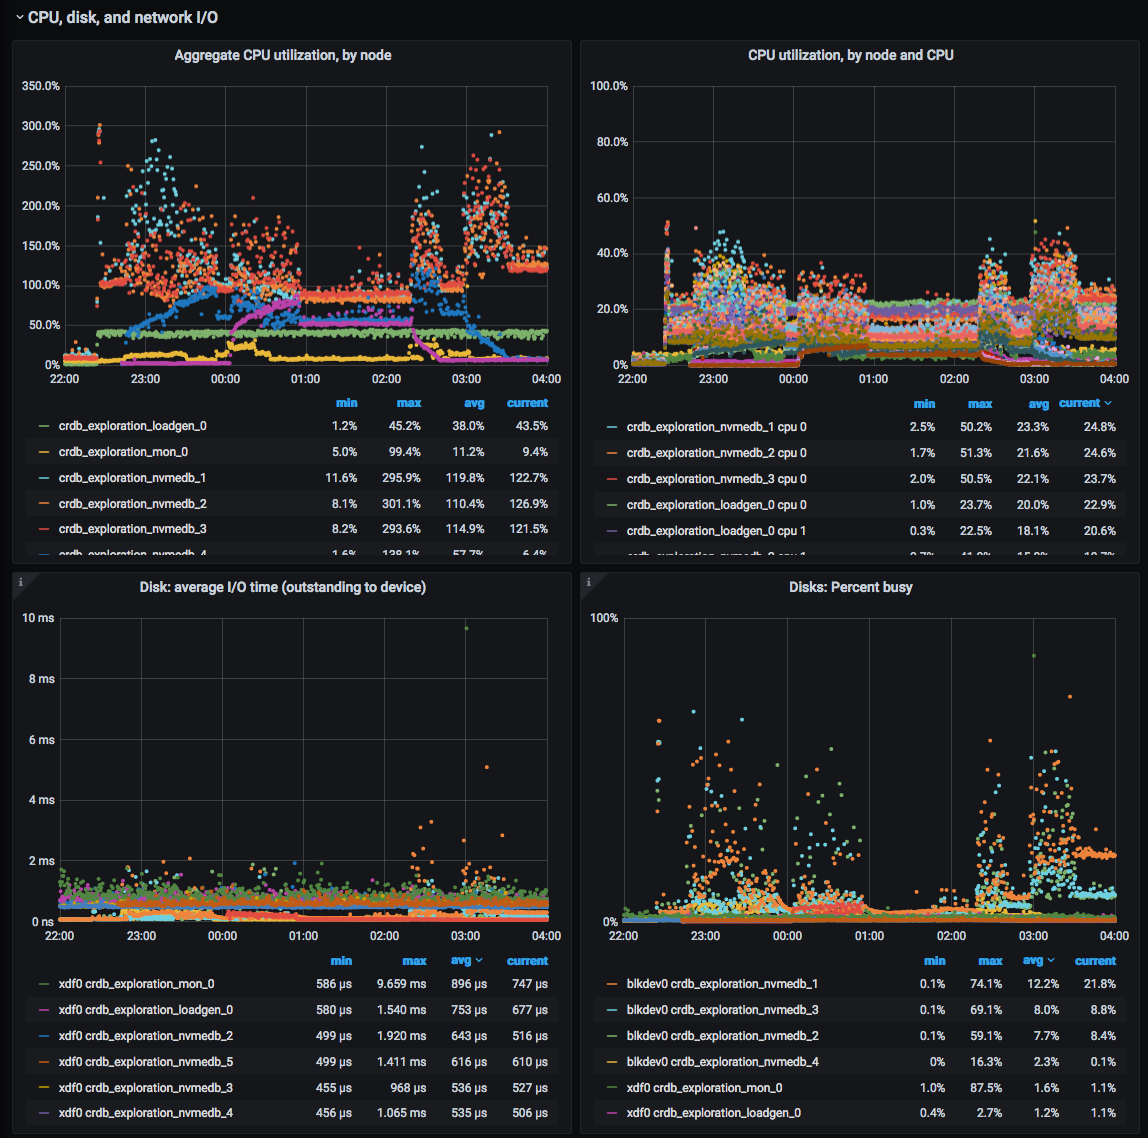 CPU, disk, and network I/O
Aggregate CPU utilization, by node
350.0%
300.0%
250.0%
200.0%
150.0%
100.0%
50.0%
0%
22:00 23:00 00:00 01:00 02:00 03:00 04:00
min max avg current
crdb_exploration_loadgen_0 1.2% 45.2% 38.0% 43.5%
crdb_exploration_mon_0 5.0% 99.4% 11.2% 9.4%
crdb_exploration_nvmedb_1 11.6% 295.9% 119.8% 122.7%
crdb_exploration_nvmedb_2 8.1% 301.1% 110.4% 126.9%
crdb_exploration_nvmedb_3 8.2% 293.6% 114.9% 121.5%
crdb_exploration_nvmedb_4 1.6% 138.1% 57.7% 6.4%
CPU utilization, by node and CPU
100.0%
80.0%
60.0%
40.0%
20.0%
0%
22:00 23:00 00:00 01:00 02:00 03:00 04:00
min max avg current
crdb_exploration_nvmedb_1 cpu 0 2.5% 50.2% 23.3% 24.8%
crdb_exploration_nvmedb_2 cpu 0 1.7% 51.3% 21.6% 24.6%
crdb_exploration_nvmedb_3 cpu 0 2.0% 50.5% 22.1% 23.7%
crdb_exploration_loadgen_0 cpu 0 1.0% 23.7% 20.0% 22.9%
crdb_exploration_loadgen_0 cpu 1 0.3% 22.5% 18.1% 20.6%
i
Disk: average I/O time (outstanding to device)
10 ms
8 ms
6 ms
4 ms
2 ms
0 ns
22:00 23:00 00:00 01:00 02:00 03:00 04:00
min max avg current
xdf0 crdb_exploration_mon_0 586 µs 9.659 ms 896 µs 747 µs
xdf0 crdb_exploration_loadgen_0 580 µs 1.540 ms 753 µs 677 µs
xdf0 crdb_exploration_nvmedb_2 499 µs 1.920 ms 643 µs 516 µs
xdf0 crdb_exploration_nvmedb_5 499 µs 1.411 ms 616 µs 610 µs
xdf0 crdb_exploration_nvmedb_3 455 µs 968 µs 536 µs 527 µs
xdf0 crdb_exploration_nvmedb_4 456 µs 1.065 ms 535 µs 506 µs
i
Disks: Percent busy
100%
0%
22:00 23:00 00:00 01:00 02:00 03:00 04:00
min max avg current
blkdev0 crdb_exploration_nvmedb_1 0.1% 74.1% 12.2% 21.8%
blkdev0 crdb_exploration_nvmedb_3 0.1% 69.1% 8.0% 8.8%
blkdev0 crdb_exploration_nvmedb_2 0.1% 59.1% 7.7% 8.4%
blkdev0 crdb_exploration_nvmedb_4 0% 16.3% 2.3% 0.1%
xdf0 crdb_exploration_mon_0 1.0% 87.5% 1.6% 1.1%
xdf0 crdb_exploration_loadgen_0 0.4% 2.7% 1.2% 1.1%